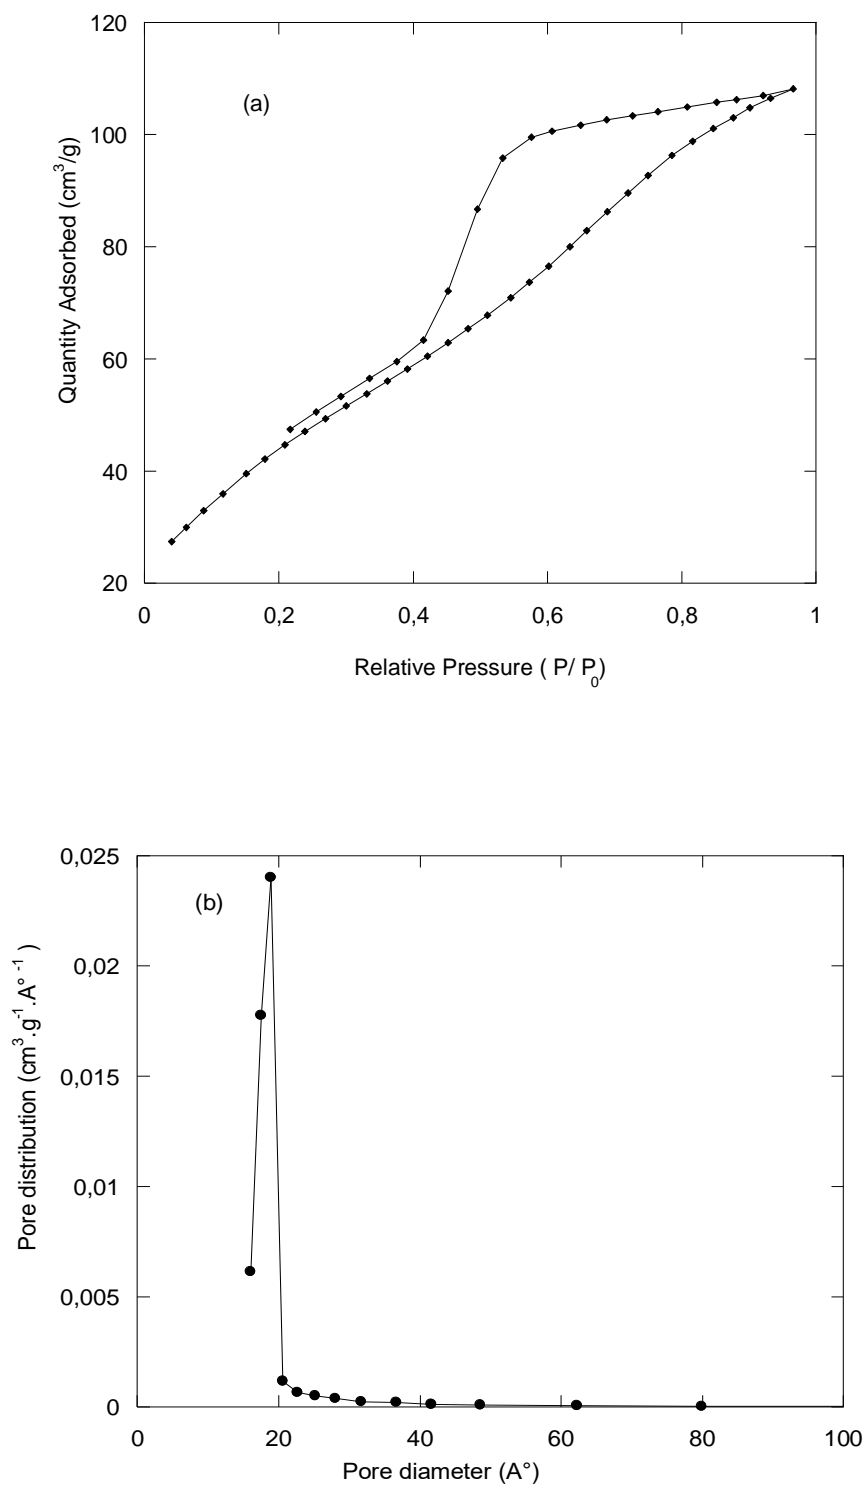 120
(a)
100
80
60
40
20
Quantity Adsorbed (cm³/g)
0 0,2 0,4 0,6 0,8 1
Relative Pressure ( P/ P₀)
0,025
(b)
0,02
0,015
0,01
0,005
0
Pore distribution (cm³.g⁻¹.A°⁻¹ )
0 20 40 60 80 100
Pore diameter (A°)